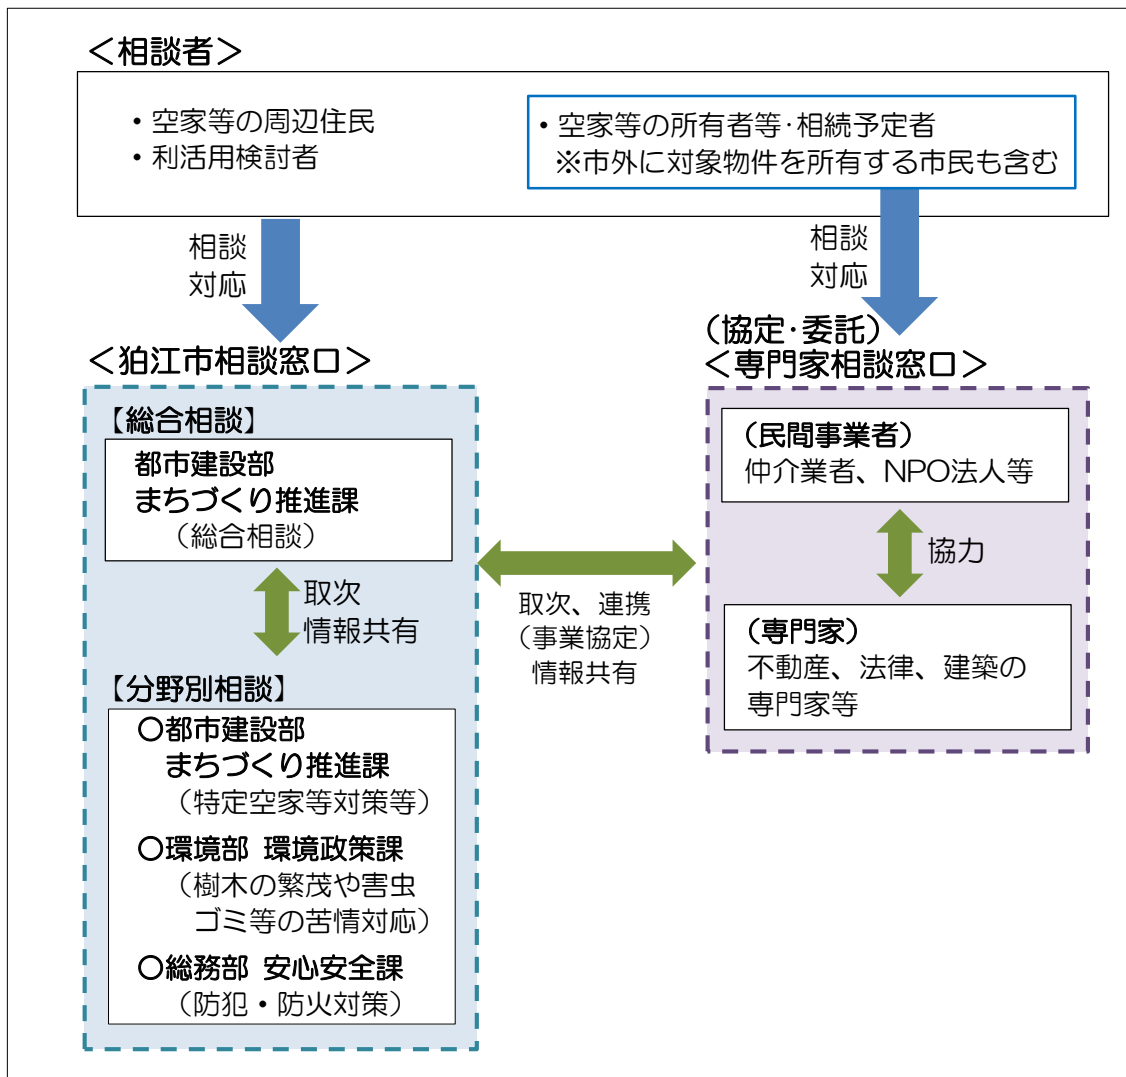 ＜相談者＞
・空家等の周辺住民
・利活用検討者
・空家等の所有者等･相続予定者
※市外に対象物件を所有する市民も含む
相談
対応
相談
対応
＜狛江市相談窓口＞
【総合相談】
都市建設部
まちづくり推進課
（総合相談）
取次
情報共有
【分野別相談】
○都市建設部
まちづくり推進課
（特定空家等対策等）
○環境部 環境政策課
（樹木の繁茂や害虫
ゴミ等の苦情対応）
○総務部 安心安全課
（防犯・防火対策）
取次、連携
（事業協定）
情報共有
（協定･委託）
＜専門家相談窓口＞
（民間事業者）
仲介業者、NPO法人等
協力
（専門家）
不動産、法律、建築の
専門家等